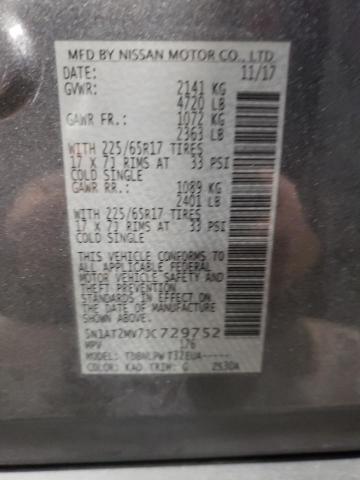 MFD BY NISSAN MOTOR CO., LTD
DATE: 11/17
GVWR: 2141 KG
4720 LB
GAWR FR.: 1072 KG
2363 LB
WITH 225/65R17 TIRES
17 X 7J RIMS AT 33 PSI
COLD SINGLE
GAWR RR.: 1089 KG
2401 LB
WITH 225/65R17 TIRES
17 X 7J RIMS AT 33 PSI
COLD SINGLE
THIS VEHICLE CONFORMS TO
ALL APPLICABLE FEDERAL
MOTOR VEHICLE SAFETY AND
THEFT PREVENTION
STANDARDS IN EFFECT ON
THE DATE OF MANUFACTURE
SHOWN ABOVE.
5N1AT2MV7JC729752
MPV 176
MODEL:
COLOR: KAD TRIM: G 2530A